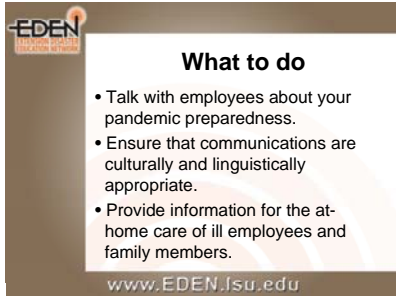 EDEN
EXTENSION DISASTER
EDUCATION NETWORK
What to do
• Talk with employees about your
pandemic preparedness.
• Ensure that communications are
culturally and linguistically
appropriate.
• Provide information for the at-
home care of ill employees and
family members.
www.EDEN.lsu.edu